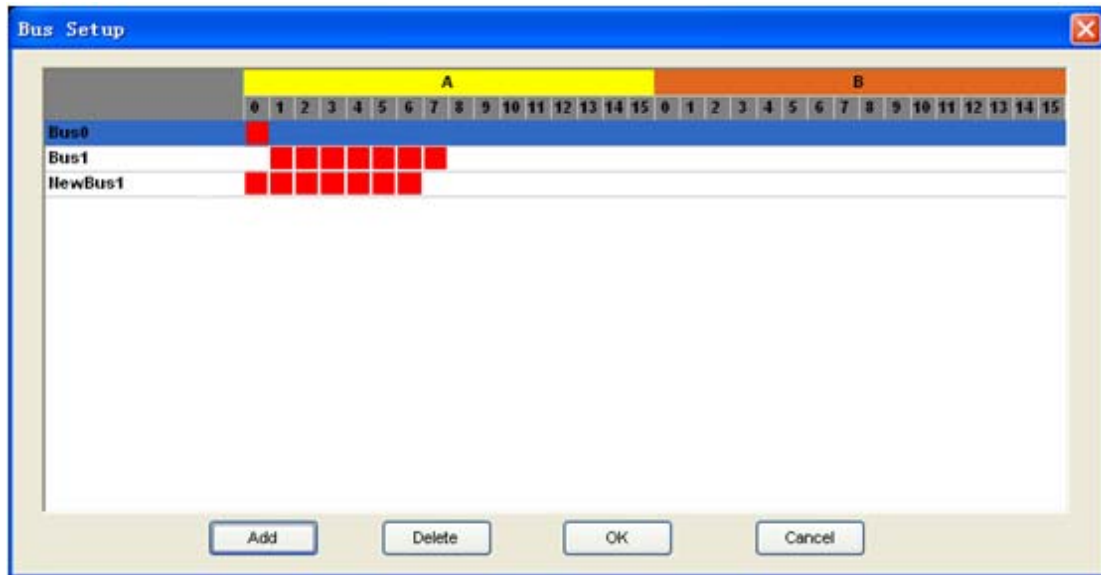 Bus Setup
A B
0 1 2 3 4 5 6 7 8 9 10 11 12 13 14 15 0 1 2 3 4 5 6 7 8 9 10 11 12 13 14 15
Bus0
Bus1
NewBus1
Add Delete OK Cancel